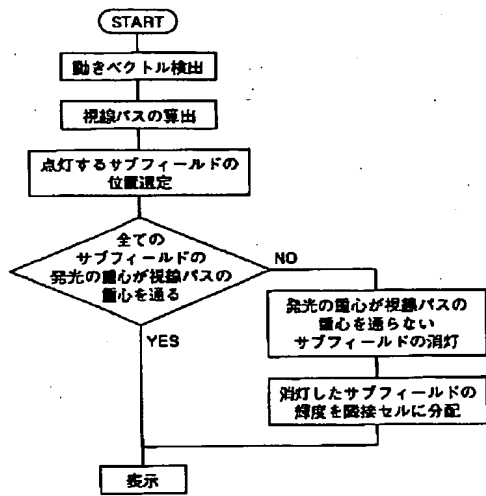 START
動きベクトル検出
視線パスの算出
点灯するサブフィールドの
位置選定
全ての
サブフィールドの
発光の重心が視線パスの
重心を通る
NO
YES
発光の重心が視線パスの
重心を通らない
サブフィールドの消灯
消灯したサブフィールドの
輝度を隣接セルに分配
表示